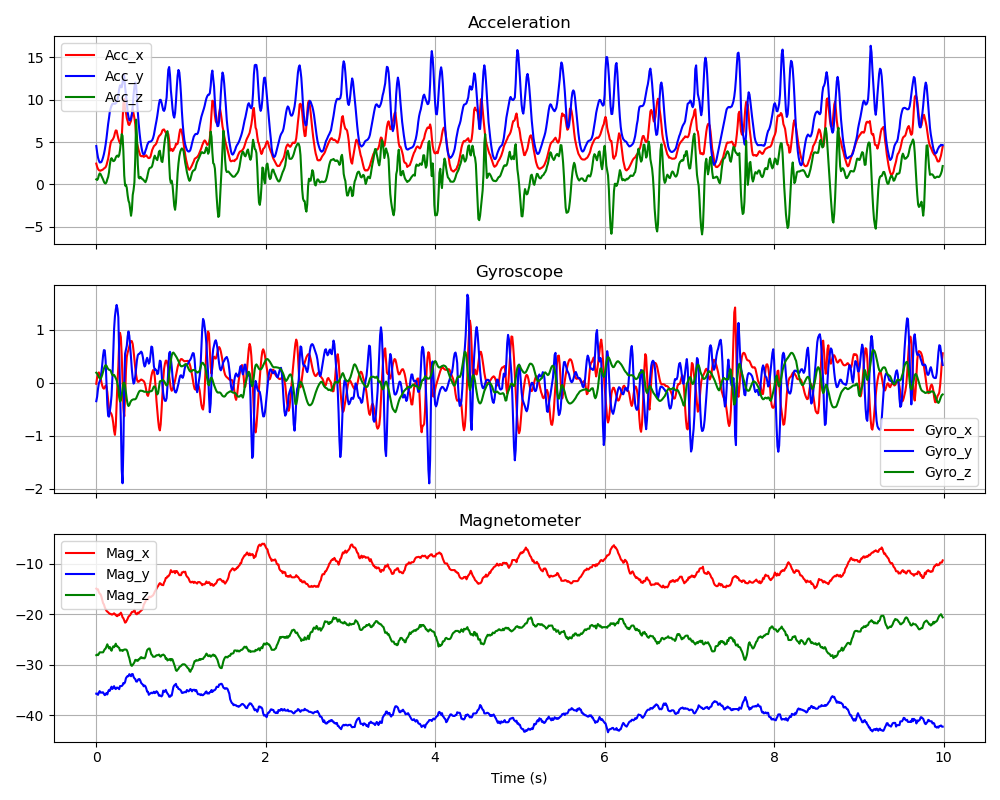 Acceleration
15
10
5
0
−5
Acc_x
Acc_y
Acc_z
Gyroscope
1
0
−1
−2
Gyro_x
Gyro_y
Gyro_z
Magnetometer
−10
−20
−30
−40
Mag_x
Mag_y
Mag_z
0 2 4 6 8 10
Time (s)